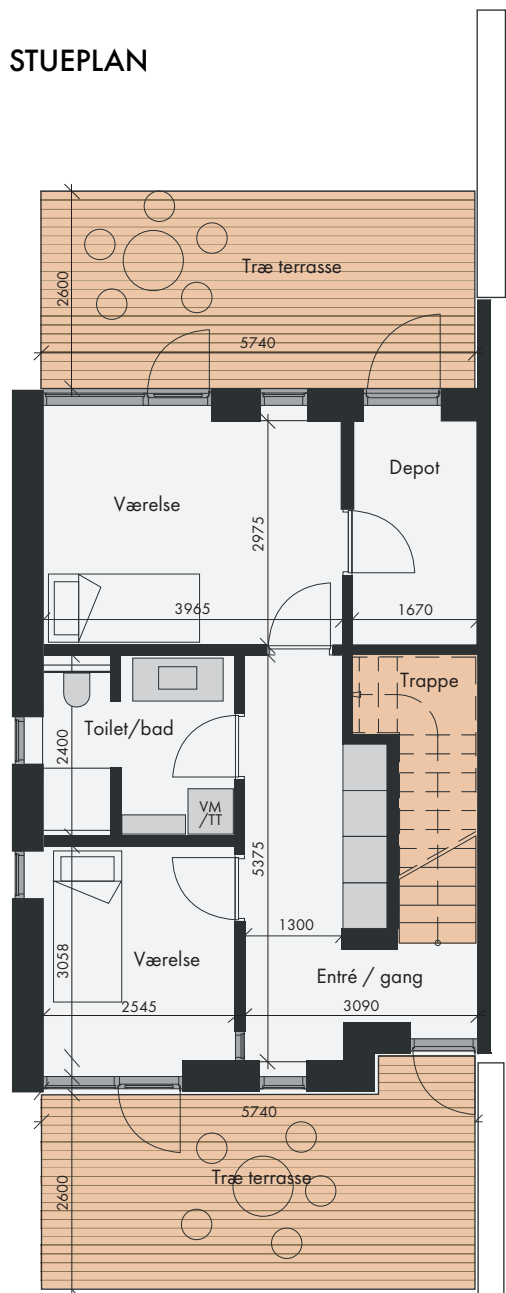 STUEPLAN
Træ terrasse
2600
5740
Depot
Værelse
2975
3965
1670
Trappe
Toilet/bad
2400
VM
/TT
5375
1300
3058
Værelse
Entré / gang
2545
3090
5740
Træ terrasse
2600